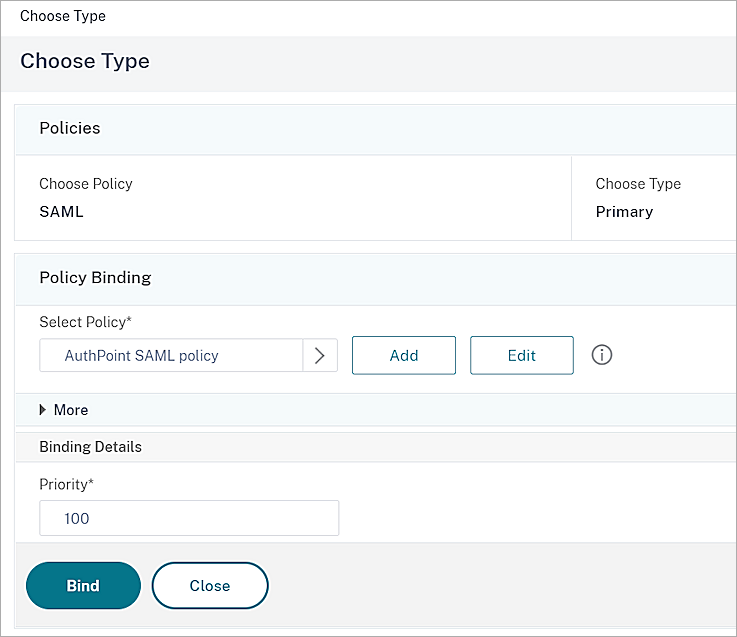 Choose Type
Choose Type
Policies
Choose Policy
SAML
Choose Type
Primary
Policy Binding
Select Policy*
AuthPoint SAML policy
Add
Edit
More
Binding Details
Priority*
100
Bind
Close